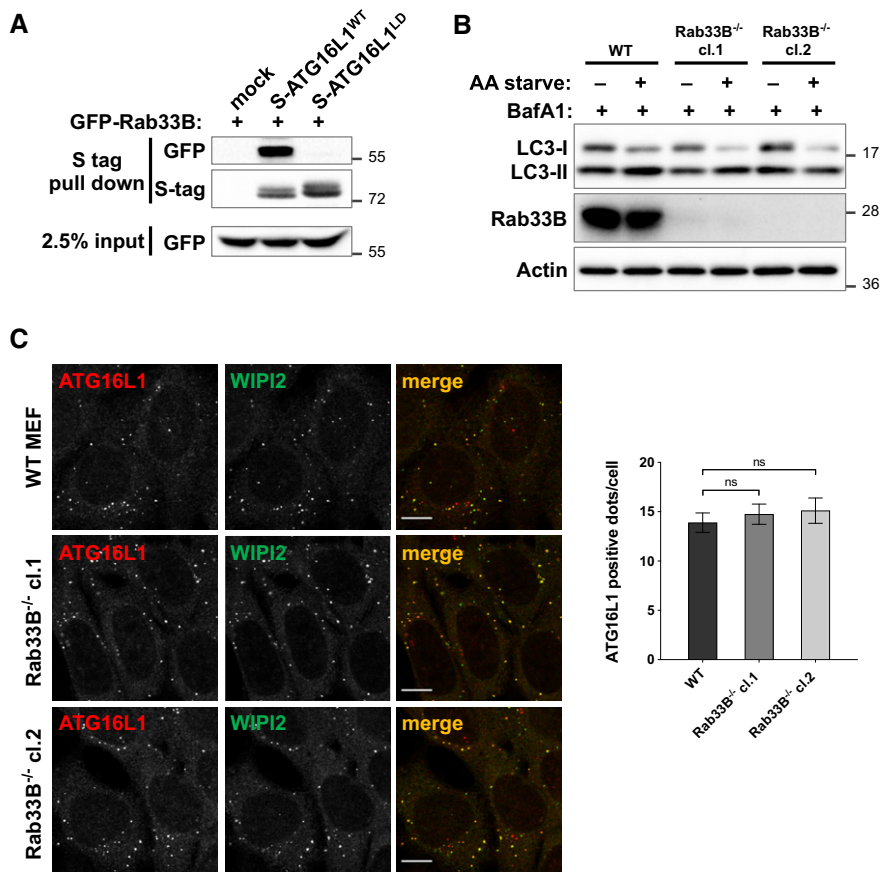 A
mock
S-ATG16L1WT
S-ATG16L1LD
GFP-Rab33B: + + +
S tag pull down
GFP
55
S-tag
72
2.5% input
GFP
55
B
WT
Rab33B-/- cl.1
Rab33B-/- cl.2
AA starve: – + – + – +
BafA1: + + + + + +
LC3-I
17
LC3-II
Rab33B
28
Actin
36
C
WT MEF
ATG16L1
WIPI2
merge
Rab33B-/- cl.1
ATG16L1
WIPI2
merge
Rab33B-/- cl.2
ATG16L1
WIPI2
merge
ATG16L1 positive dots/cell
20
15
10
5
0
ns
ns
WT
Rab33B-/- cl.1
Rab33B-/- cl.2